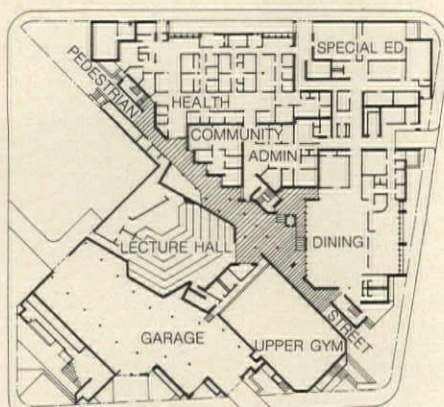 SPECIAL ED
PEDESTRIAN
HEALTH
COMMUNITY
ADMIN
LECTURE HALL
DINING
STREET
GARAGE
UPPER GYM